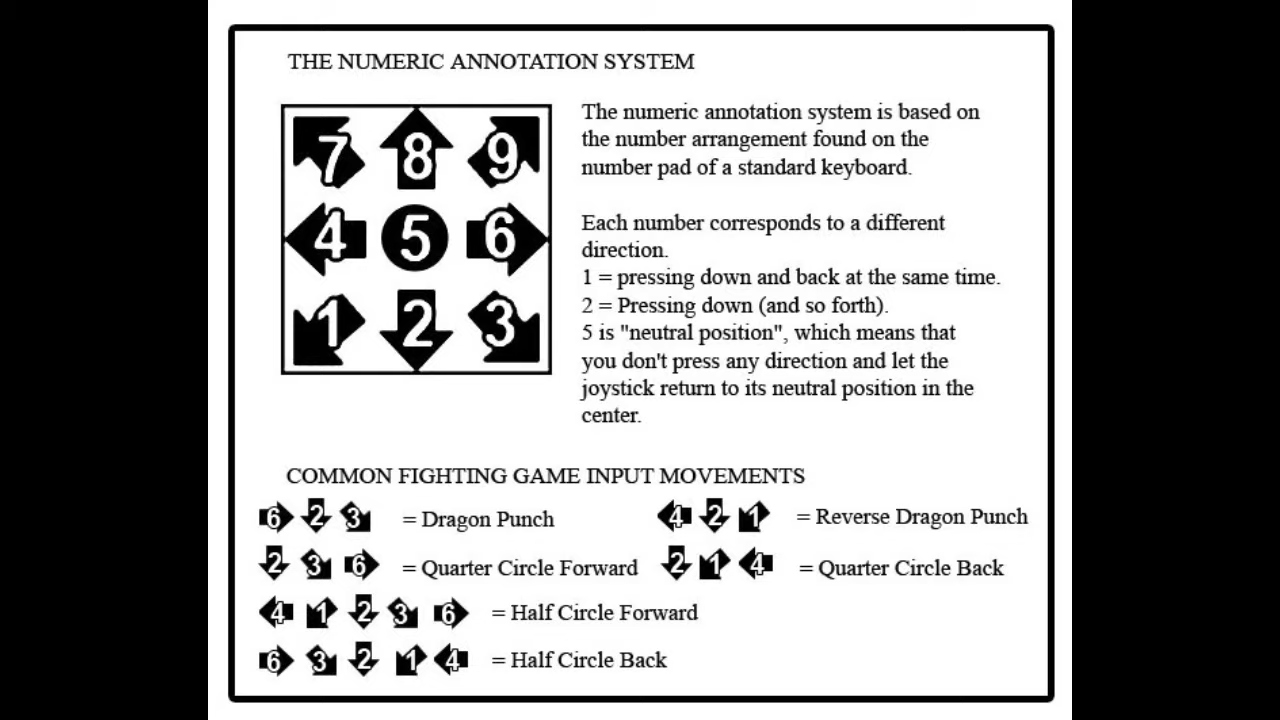 THE NUMERIC ANNOTATION SYSTEM
7 8 9
4 5 6
1 2 3
The numeric annotation system is based on
the number arrangement found on the
number pad of a standard keyboard.
Each number corresponds to a different
direction.
1 = pressing down and back at the same time.
2 = Pressing down (and so forth).
5 is "neutral position", which means that
you don't press any direction and let the
joystick return to its neutral position in the
center.
COMMON FIGHTING GAME INPUT MOVEMENTS
6 2 3 = Dragon Punch
4 2 1 = Reverse Dragon Punch
2 3 6 = Quarter Circle Forward
2 1 4 = Quarter Circle Back
4 1 2 3 6 = Half Circle Forward
6 3 2 1 4 = Half Circle Back